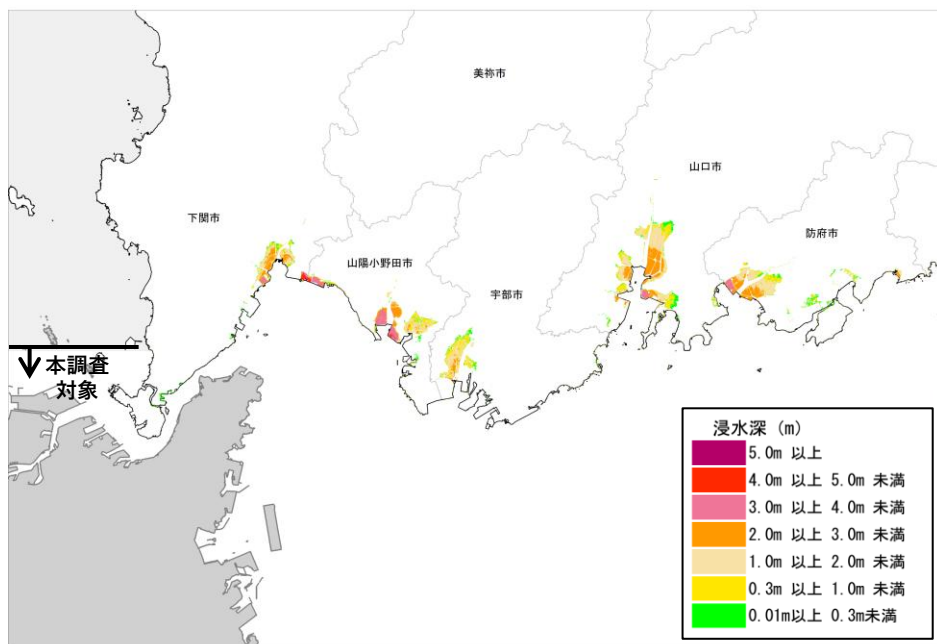 美祢市
山口市
下関市
防府市
山陽小野田市
宇部市
本調査
対象
浸水深 (m)
5.0m 以上
4.0m 以上 5.0m 未満
3.0m 以上 4.0m 未満
2.0m 以上 3.0m 未満
1.0m 以上 2.0m 未満
0.3m 以上 1.0m 未満
0.01m以上 0.3m未満